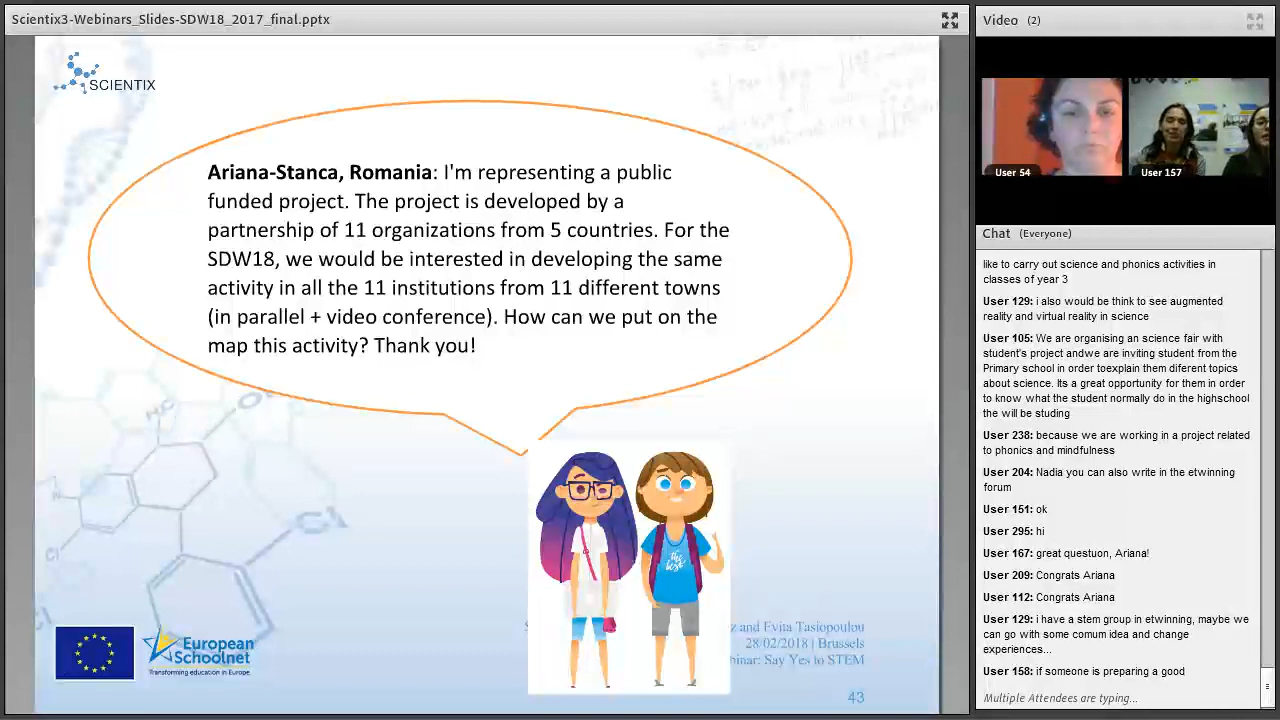 Scientix3-Webinars_Slides-SDW18_2017_final.pptx
SCIENTIX
Ariana-Stanca, Romania: I'm representing a public
funded project. The project is developed by a
partnership of 11 organizations from 5 countries. For the
SDW18, we would be interested in developing the same
activity in all the 11 institutions from 11 different towns
(in parallel + video conference). How can we put on the
map this activity? Thank you!
the
best
European
Schoolnet
Transforming education in Europe
z and Evita Tasiopoulou
28/02/2018 | Brussels
binar: Say Yes to STEM
43
Video (2)
User 54
User 157
Chat (Everyone)
like to carry out science and phonics activities in
classes of year 3
User 129: i also would be think to see augmented
reality and virtual reality in science
User 105: We are organising an science fair with
student's project andwe are inviting student from the
Primary school in order toexplain them diferent topics
about science. Its a great opportunity for them in order
to know what the student normally do in the highschool
the will be studing
User 238: because we are working in a project related
to phonics and mindfulness
User 204: Nadia you can also write in the etwinning
forum
User 151: ok
User 295: hi
User 167: great question, Ariana!
User 209: Congrats Ariana
User 112: Congrats Ariana
User 129: i have a stem group in etwinning, maybe we
can go with some comum idea and change
experiences...
User 158: if someone is preparing a good
Multiple Attendees are typing...